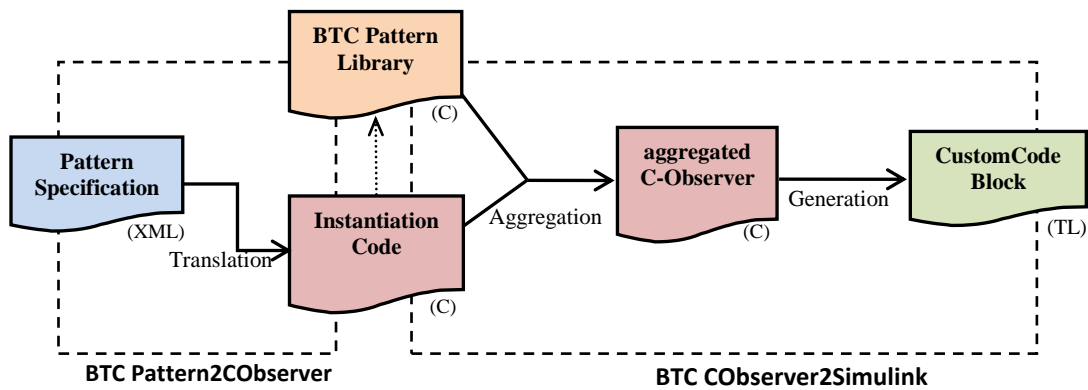 BTC Pattern
Library
(C)
Pattern
Specification
(XML)
Translation
Instantiation
Code
(C)
Aggregation
aggregated
C-Observer
(C)
Generation
CustomCode
Block
(TL)
BTC Pattern2CObserver
BTC CObserver2Simulink